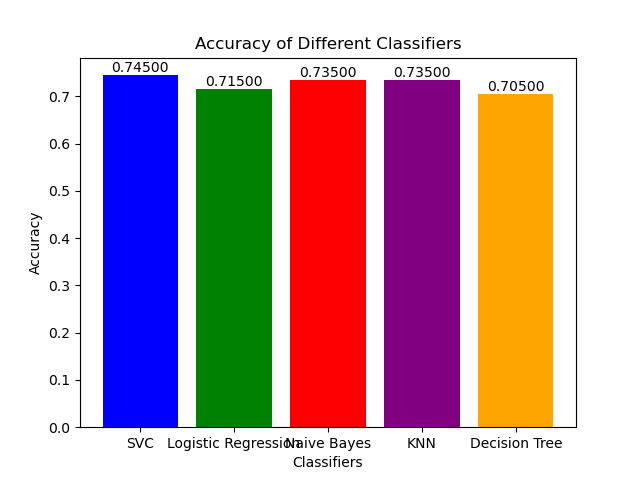 Accuracy of Different Classifiers
0.74500
0.71500
0.73500
0.73500
0.70500
Accuracy
0.7
0.6
0.5
0.4
0.3
0.2
0.1
0.0
SVC
Logistic Regression
Naive Bayes
KNN
Decision Tree
Classifiers